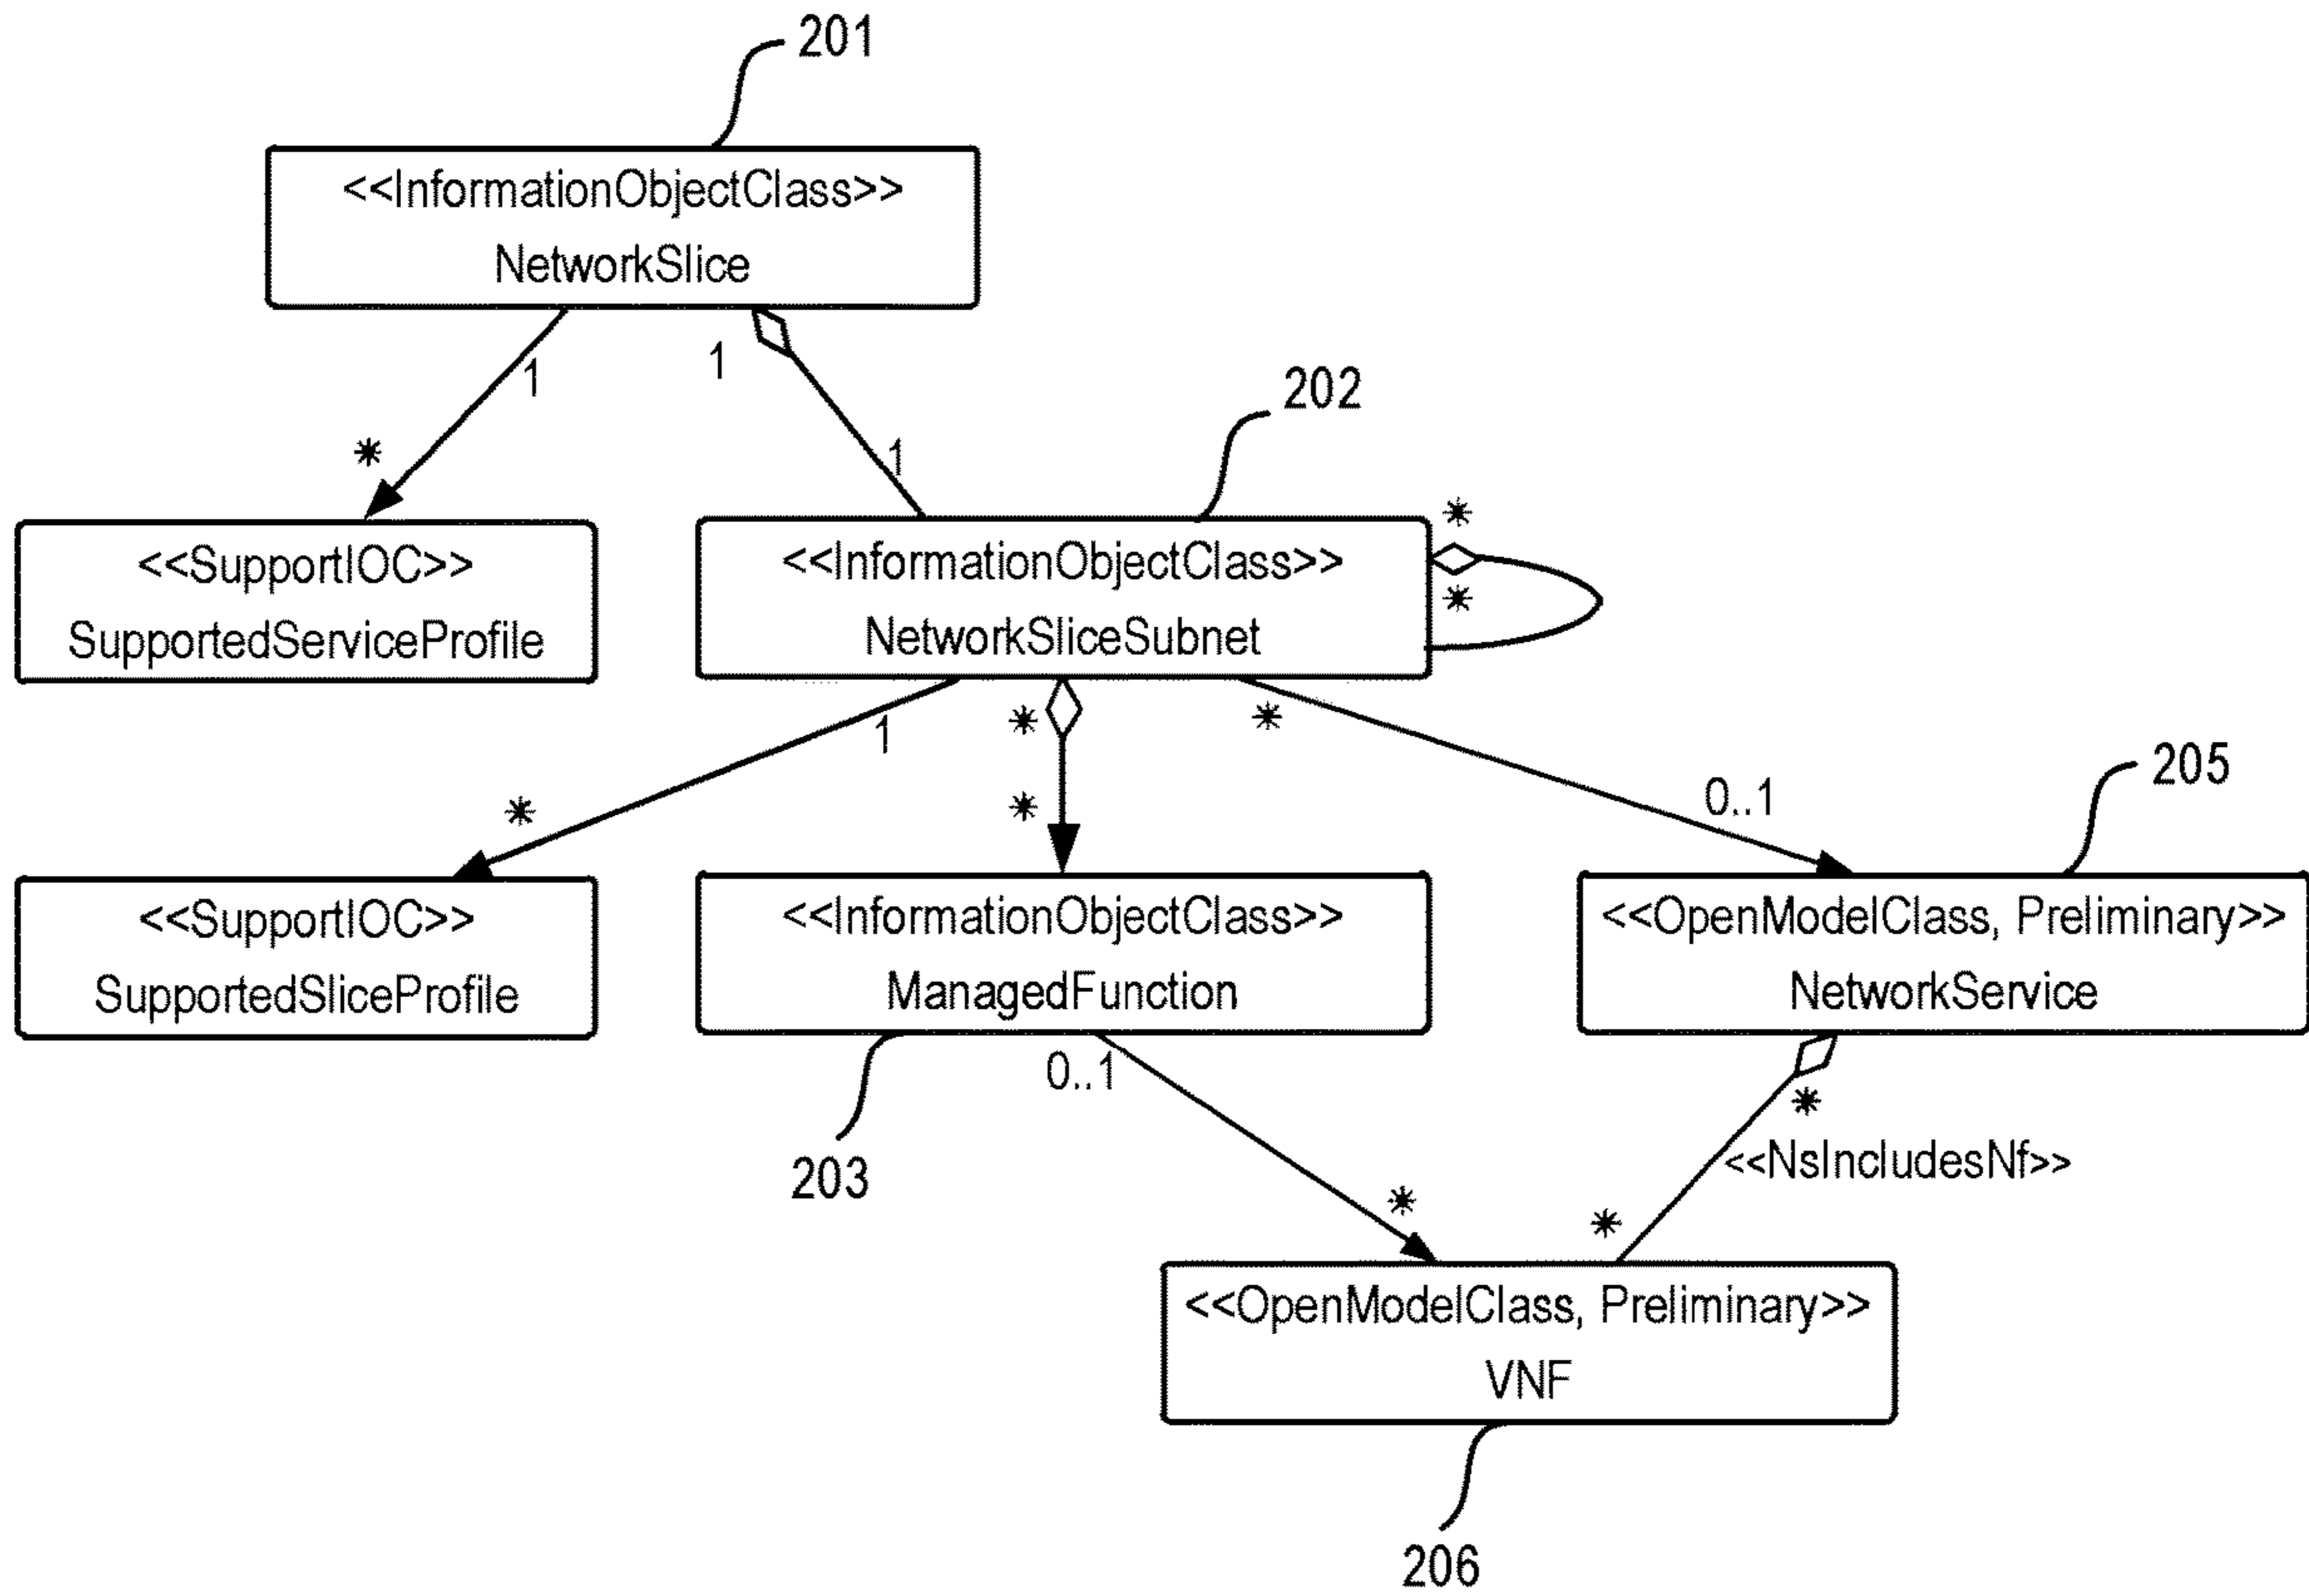 201
<<InformationObjectClass>>
NetworkSlice
1
1
*
1
202
<<SupportIOC>>
SupportedServiceProfile
<<InformationObjectClass>>
NetworkSliceSubnet
*
*
1
*
*
*
*
0..1
205
<<SupportIOC>>
SupportedSliceProfile
<<InformationObjectClass>>
ManagedFunction
<<OpenModelClass, Preliminary>>
NetworkService
203
0..1
*
*
<<NsIncludesNf>>
*
<<OpenModelClass, Preliminary>>
VNF
206